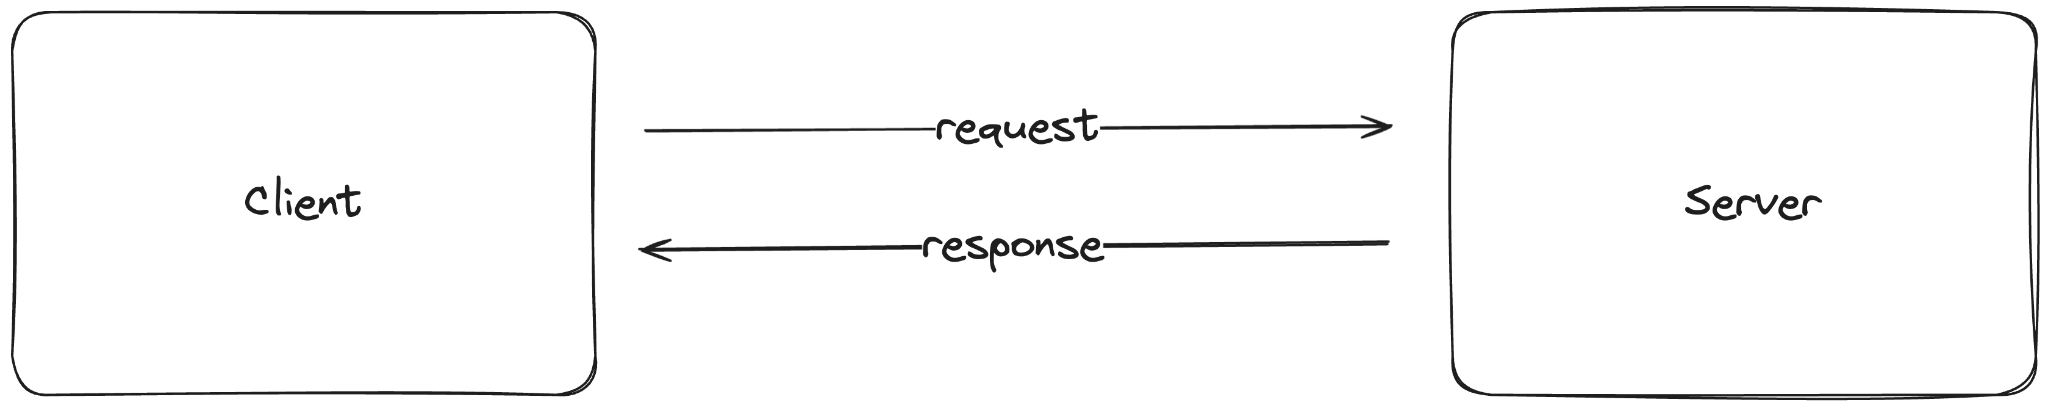 Client
request
response
Server